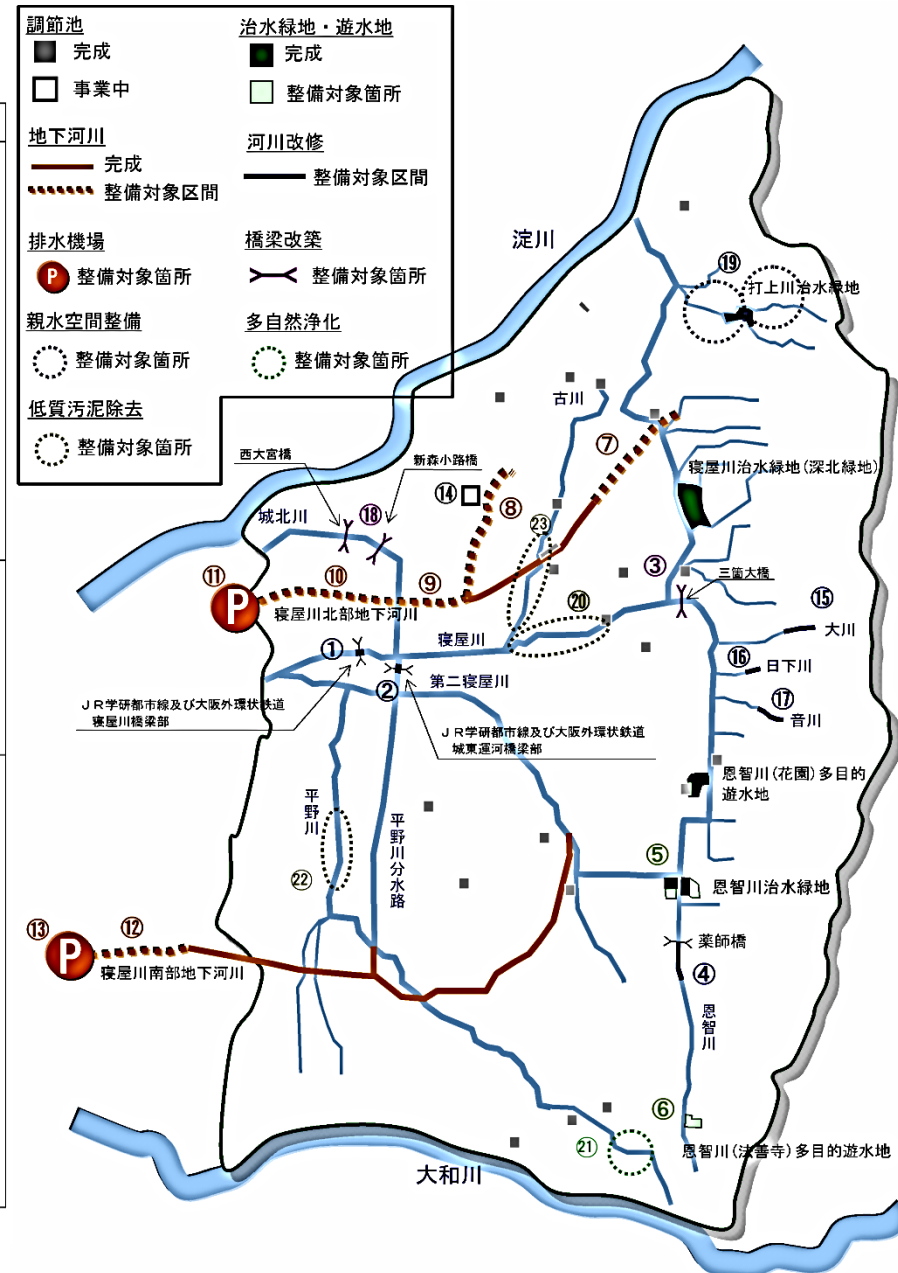 調節池
完成
事業中
治水緑地・遊水地
完成
整備対象箇所
地下河川
完成
整備対象区間
河川改修
整備対象区間
排水機場
P 整備対象箇所
橋梁改築
整備対象箇所
親水空間整備
整備対象箇所
多自然浄化
整備対象箇所
低質汚泥除去
整備対象箇所
淀川
⑲
打上川治水緑地
古川
⑦
寝屋川治水緑地(深北緑地)
西大宮橋
新森小路橋
⑭
⑧
城北川
⑱
㉓
③
三箇大橋
⑪
P
⑩
⑨
寝屋川北部地下河川
⑳
⑮
大川
①
寝屋川
⑯
日下川
②
第二寝屋川
⑰
音川
JR学研都市線及び大阪外環状鉄道
寝屋川橋梁部
JR学研都市線及び大阪外環状鉄道
城東運河橋梁部
恩智川(花園)多目的
遊水地
平野川
平野川分水路
㉒
⑤
恩智川治水緑地
⑬
P
⑫
寝屋川南部地下河川
薬師橋
④
恩智川
⑥
㉑
恩智川(法善寺)多目的遊水地
大和川